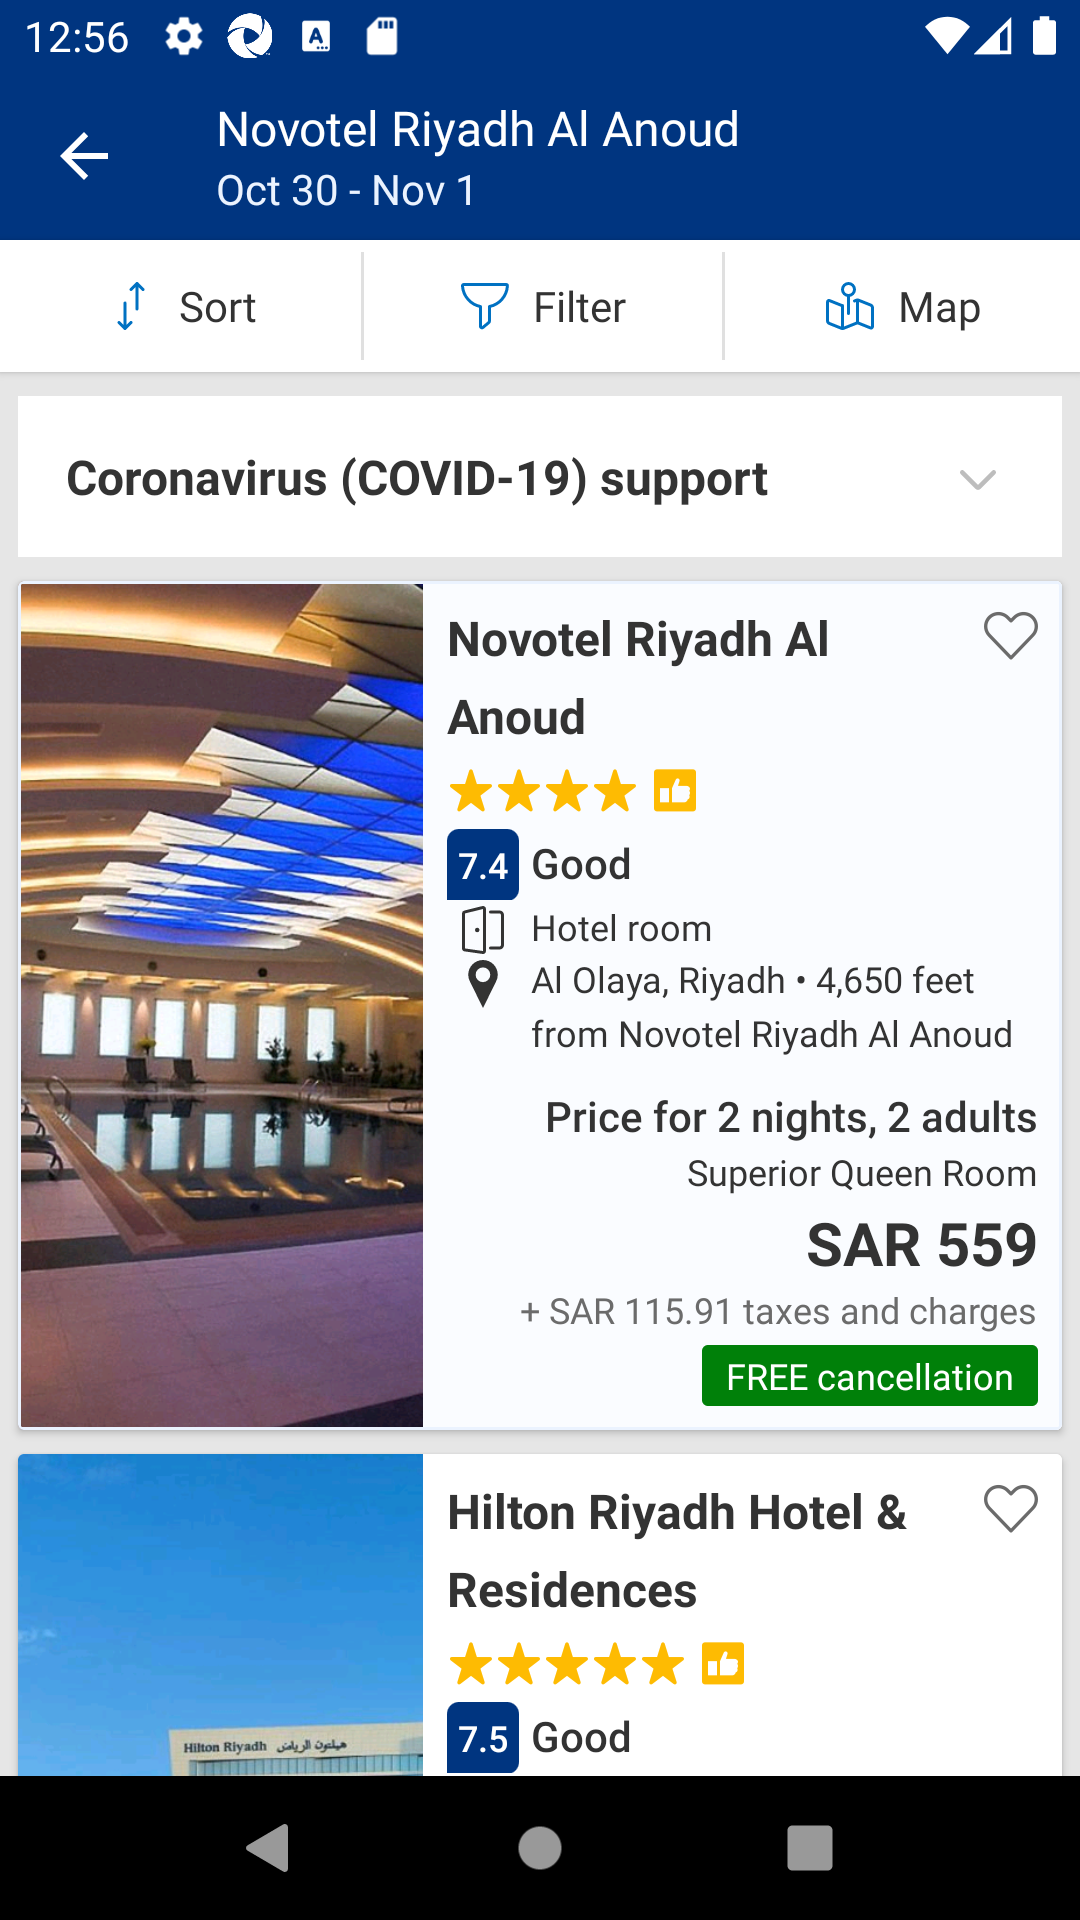 12:56
Novotel Riyadh Al Anoud
Oct 30 - Nov 1
Sort
Filter
Map
Coronavirus (COVID-19) support
Novotel Riyadh Al
Anoud
7.4 Good
Hotel room
Al Olaya, Riyadh • 4,650 feet
from Novotel Riyadh Al Anoud
Price for 2 nights, 2 adults
Superior Queen Room
SAR 559
+ SAR 115.91 taxes and charges
FREE cancellation
Hilton Riyadh Hotel &
Residences
Hilton Riyadh هيلتون الرياض
7.5 Good